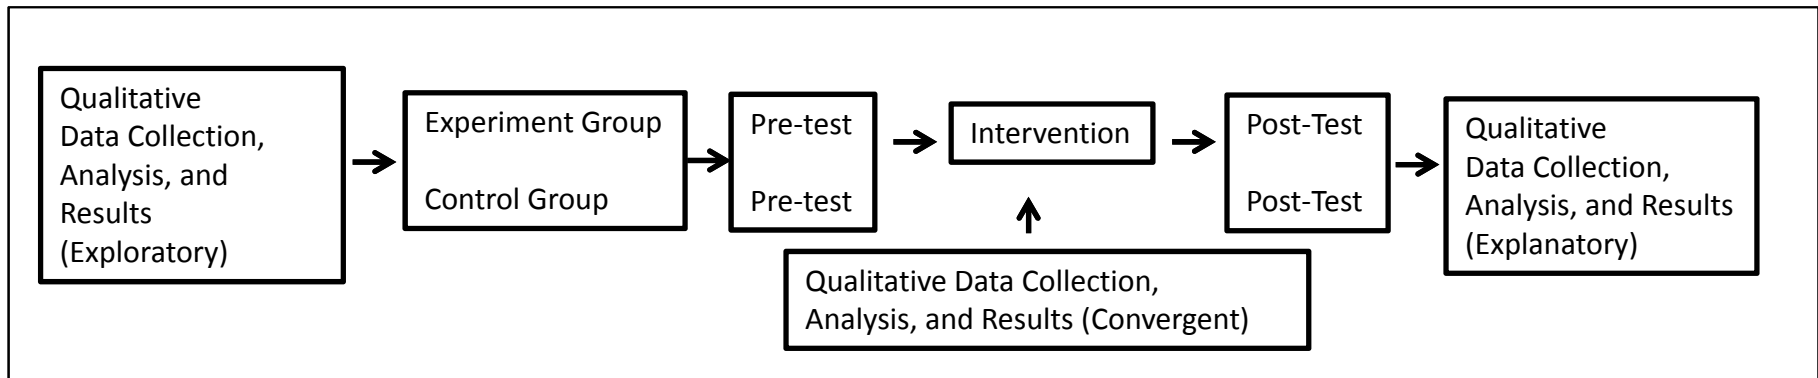 Qualitative
Data Collection,
Analysis, and
Results
(Exploratory)
Experiment Group
Control Group
Pre-test
Pre-test
Intervention
Post-Test
Post-Test
Qualitative
Data Collection,
Analysis, and Results
(Explanatory)
Qualitative Data Collection,
Analysis, and Results (Convergent)